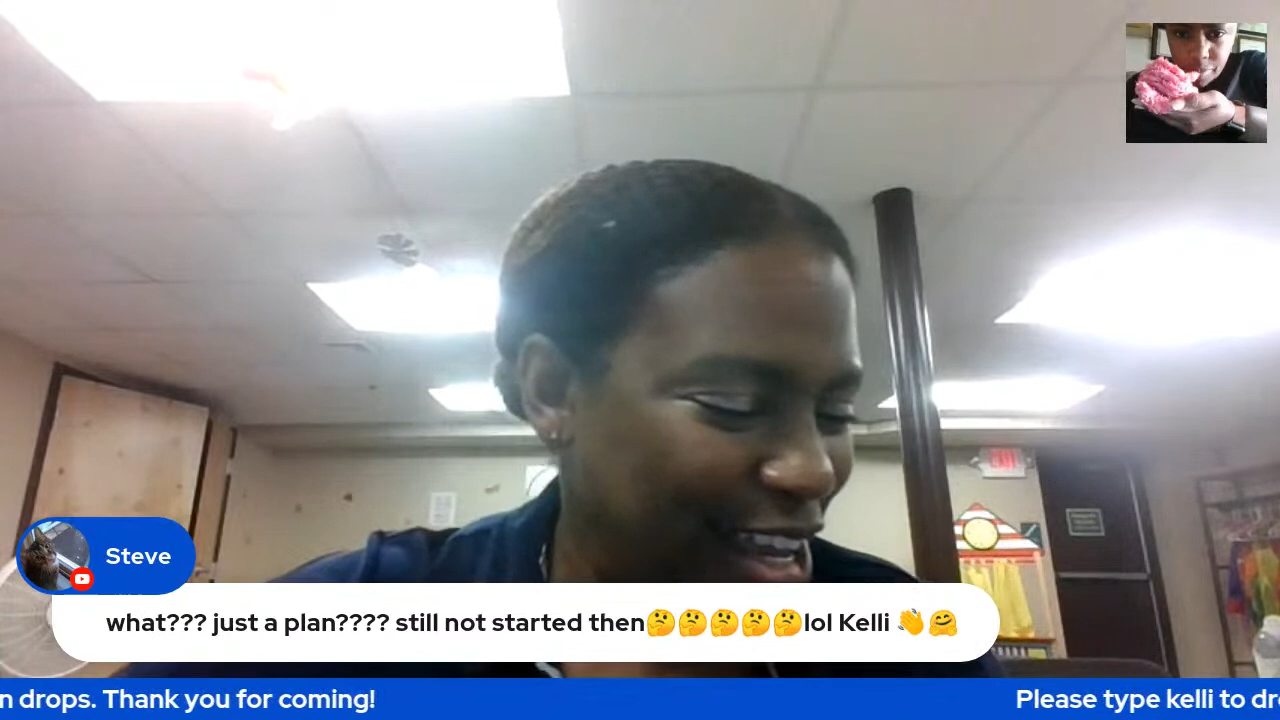 EXIT
Steve
what??? just a plan???? still not started then🤔🤔🤔🤔🤔lol Kelli 👋🤗
n drops. Thank you for coming!
Please type kelli to dr